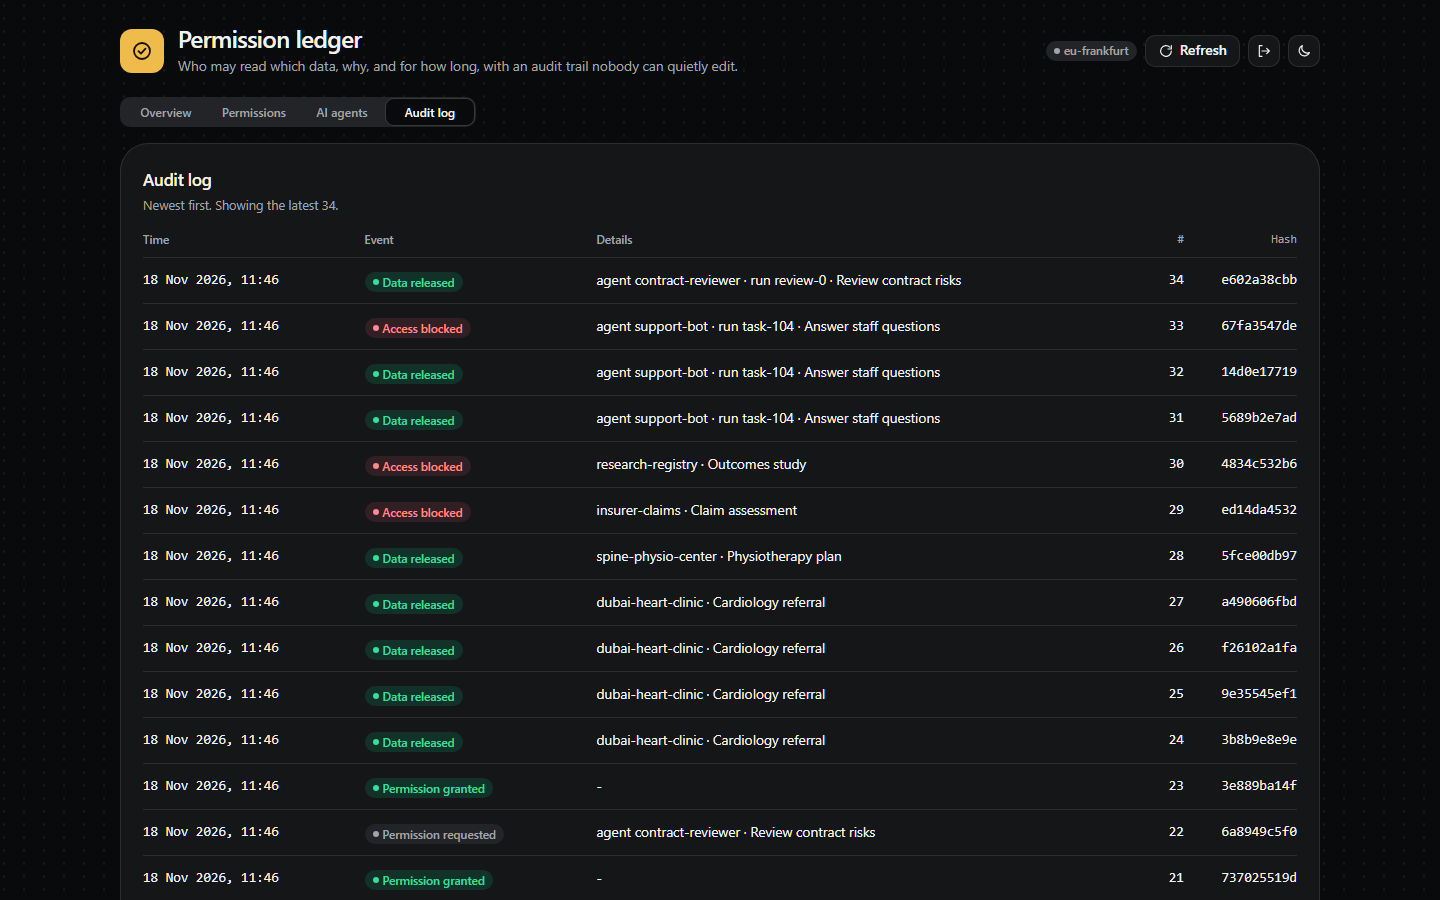 Permission ledger
Who may read which data, why, and for how long, with an audit trail nobody can quietly edit.
eu-frankfurt
Refresh
Overview Permissions AI agents Audit log
Audit log
Newest first. Showing the latest 34.
Time Event Details # Hash
18 Nov 2026, 11:46 Data released agent contract-reviewer · run review-0 · Review contract risks 34 e602a38cbb
18 Nov 2026, 11:46 Access blocked agent support-bot · run task-104 · Answer staff questions 33 67fa3547de
18 Nov 2026, 11:46 Data released agent support-bot · run task-104 · Answer staff questions 32 14d0e17719
18 Nov 2026, 11:46 Data released agent support-bot · run task-104 · Answer staff questions 31 5689b2e7ad
18 Nov 2026, 11:46 Access blocked research-registry · Outcomes study 30 4834c532b6
18 Nov 2026, 11:46 Access blocked insurer-claims · Claim assessment 29 ed14da4532
18 Nov 2026, 11:46 Data released spine-physio-center · Physiotherapy plan 28 5fce00db97
18 Nov 2026, 11:46 Data released dubai-heart-clinic · Cardiology referral 27 a490606fbd
18 Nov 2026, 11:46 Data released dubai-heart-clinic · Cardiology referral 26 f26102a1fa
18 Nov 2026, 11:46 Data released dubai-heart-clinic · Cardiology referral 25 9e35545ef1
18 Nov 2026, 11:46 Data released dubai-heart-clinic · Cardiology referral 24 3b8b9e8e9e
18 Nov 2026, 11:46 Permission granted - 23 3e889ba14f
18 Nov 2026, 11:46 Permission requested agent contract-reviewer · Review contract risks 22 6a8949c5f0
18 Nov 2026, 11:46 Permission granted - 21 737025519d